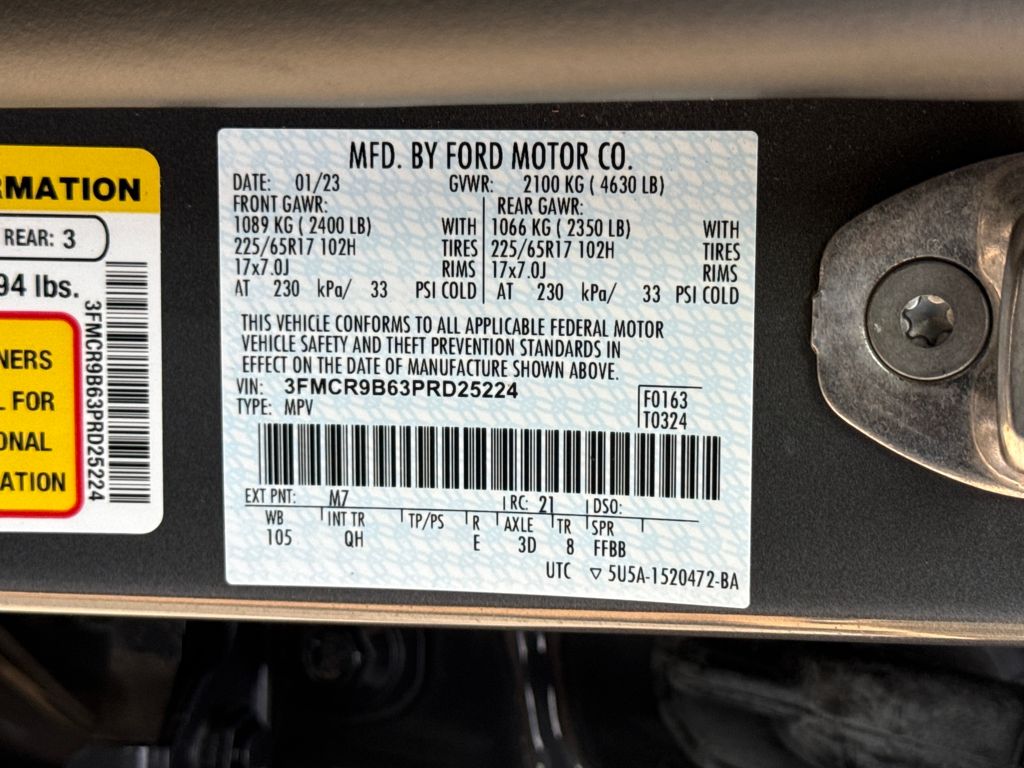 RMATION
REAR: 3
94 lbs.
3FMCR9B63PRD25224
NERS
L FOR
ONAL
ATION
MFD. BY FORD MOTOR CO.
DATE: 01/23 GVWR: 2100 KG ( 4630 LB)
FRONT GAWR: REAR GAWR:
1089 KG ( 2400 LB) WITH 1066 KG ( 2350 LB) WITH
225/65R17 102H TIRES 225/65R17 102H TIRES
17x7.0J RIMS 17x7.0J RIMS
AT 230 kPa/ 33 PSI COLD AT 230 kPa/ 33 PSI COLD
THIS VEHICLE CONFORMS TO ALL APPLICABLE FEDERAL MOTOR
VEHICLE SAFETY AND THEFT PREVENTION STANDARDS IN
EFFECT ON THE DATE OF MANUFACTURE SHOWN ABOVE.
VIN: 3FMCR9B63PRD25224 F0163
TYPE: MPV T0324
EXT PNT: M7 RC: 21 DSO:
WB INT TR TP/PS R AXLE TR SPR
105 QH E 3D 8 FFBB
UTC ▽ 5U5A-1520472-BA